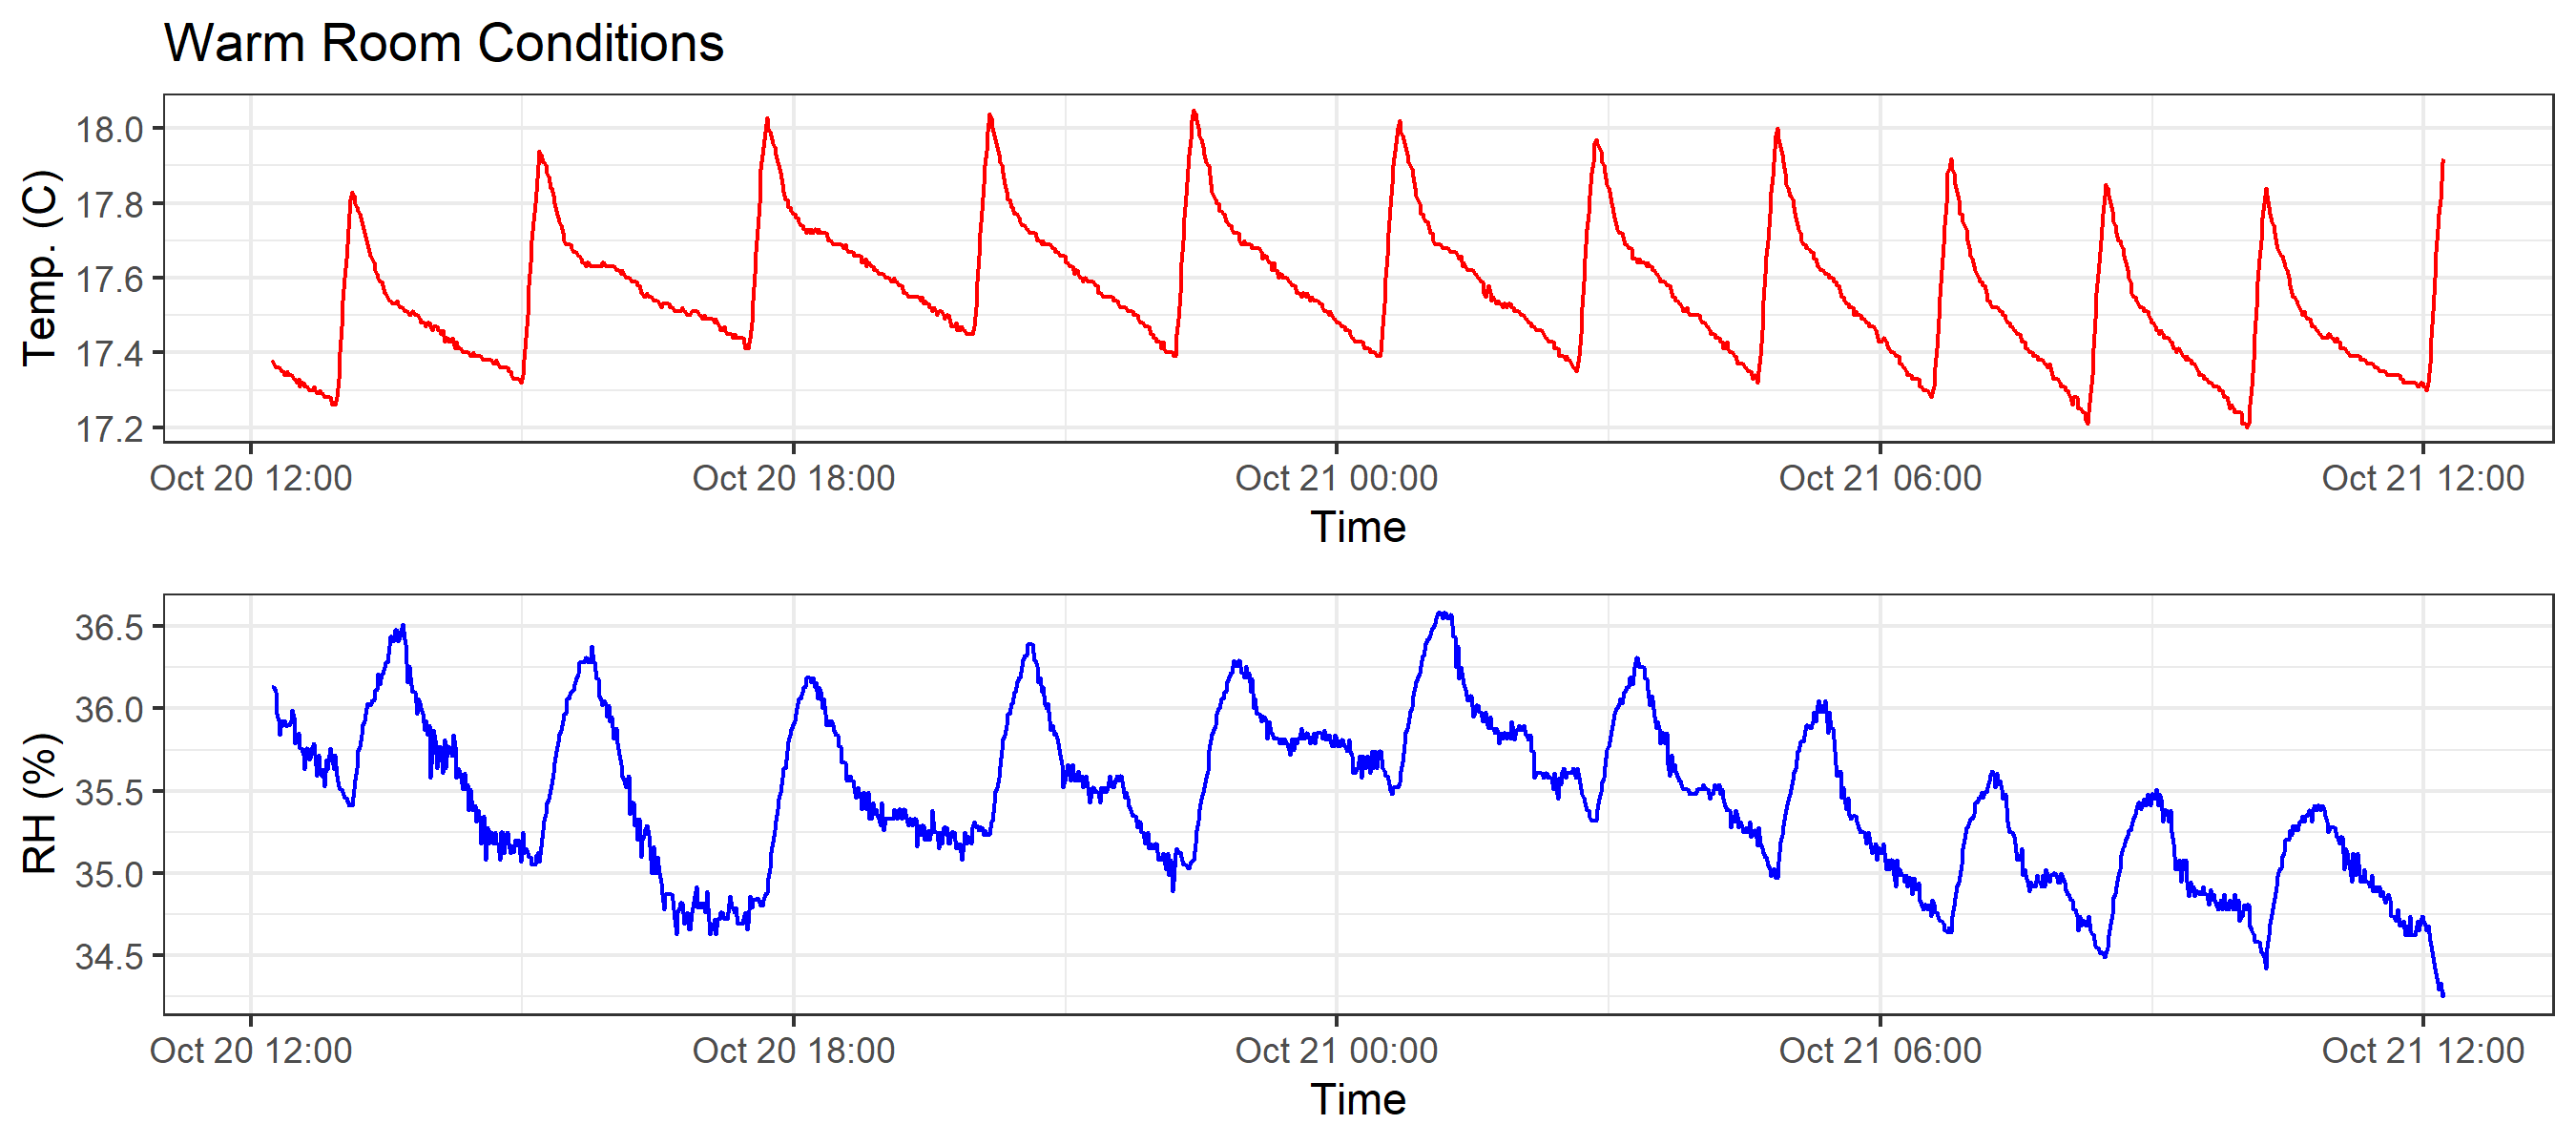 Warm Room Conditions
Temp. (C)
18.0
17.8
17.6
17.4
17.2
Oct 20 12:00 Oct 20 18:00 Oct 21 00:00 Oct 21 06:00 Oct 21 12:00
Time
RH (%)
36.5
36.0
35.5
35.0
34.5
Oct 20 12:00 Oct 20 18:00 Oct 21 00:00 Oct 21 06:00 Oct 21 12:00
Time